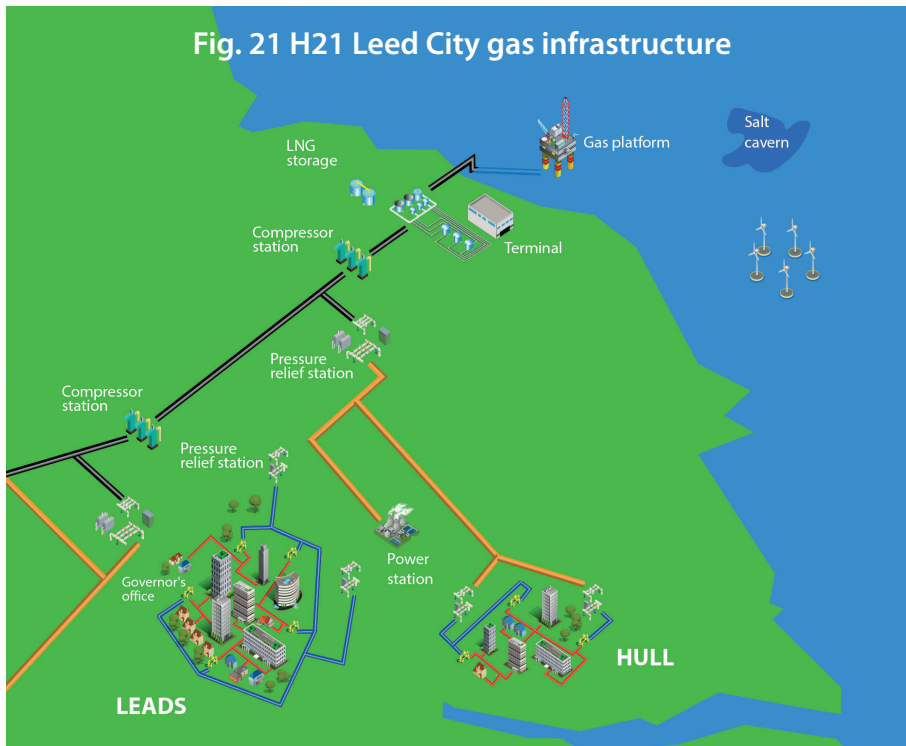 Fig. 21 H21 Leed City gas infrastructure
Salt
cavern
Gas platform
LNG
storage
Compressor
station
Terminal
Pressure
relief station
Compressor
station
Pressure
relief station
Power
station
Governor's
office
HULL
LEADS